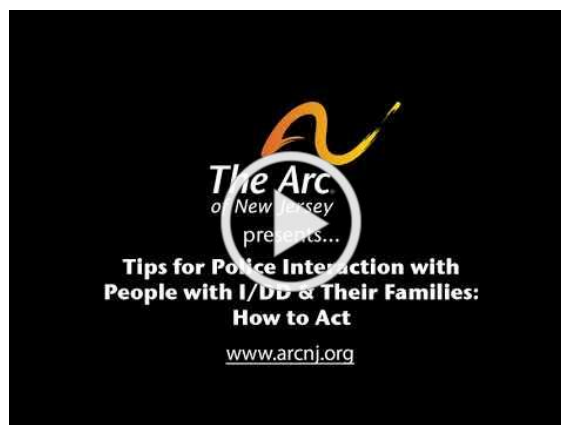 The Arc
of New Jersey
presents...
Tips for Police Interaction with
People with I/DD & Their Families:
How to Act
www.arcnj.org